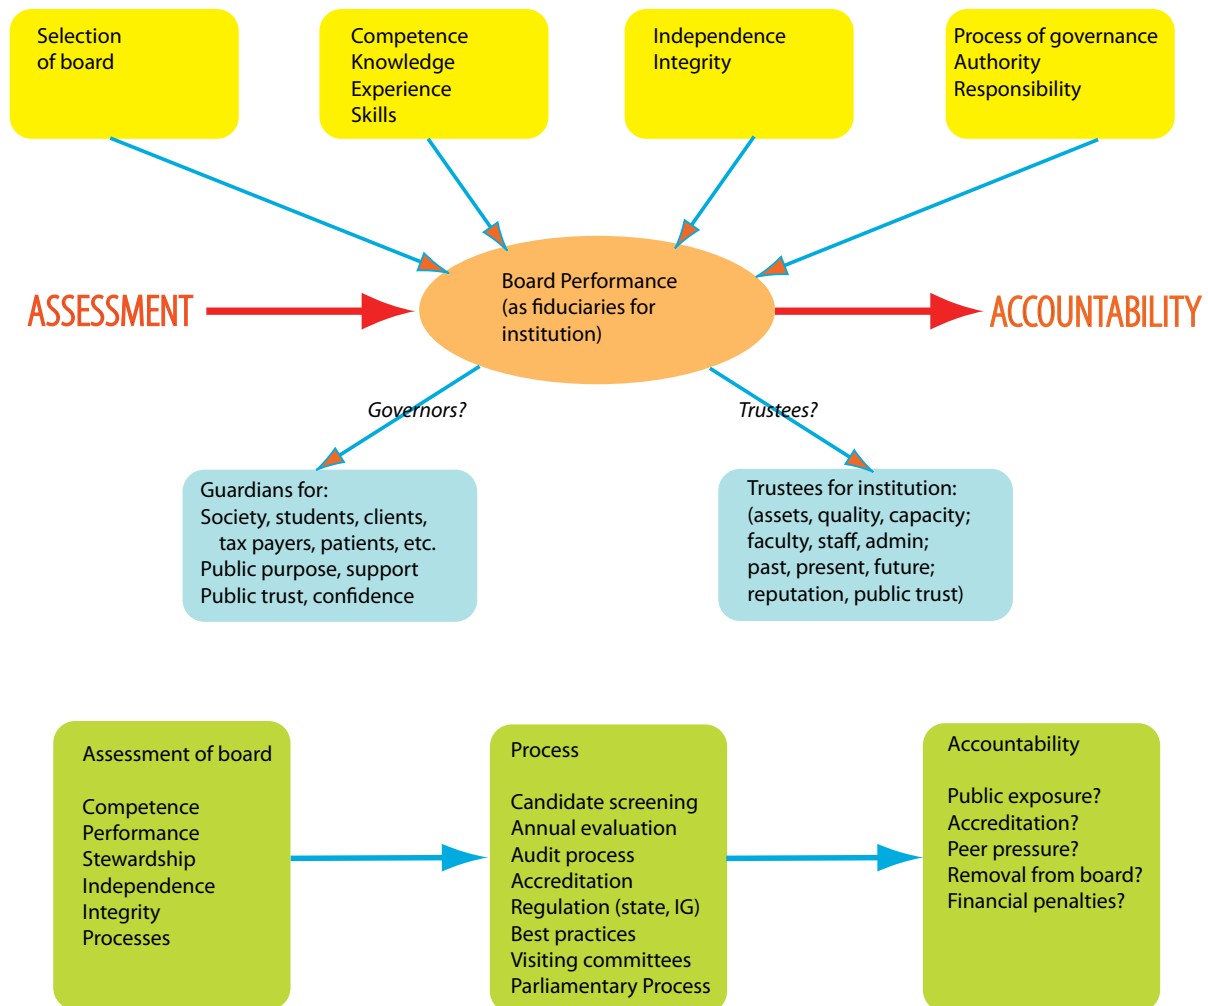 Selection
of board
Competence
Knowledge
Experience
Skills
Independence
Integrity
Process of governance
Authority
Responsibility
ASSESSMENT
Board Performance
(as fiduciaries for
institution)
ACCOUNTABILITY
Governors?
Trustees?
Guardians for:
Society, students, clients,
tax payers, patients, etc.
Public purpose, support
Public trust, confidence
Trustees for institution:
(assets, quality, capacity;
faculty, staff, admin;
past, present, future;
reputation, public trust)
Assessment of board
Competence
Performance
Stewardship
Independence
Integrity
Processes
Process
Candidate screening
Annual evaluation
Audit process
Accreditation
Regulation (state, IG)
Best practices
Visiting committees
Parliamentary Process
Accountability
Public exposure?
Accreditation?
Peer pressure?
Removal from board?
Financial penalties?